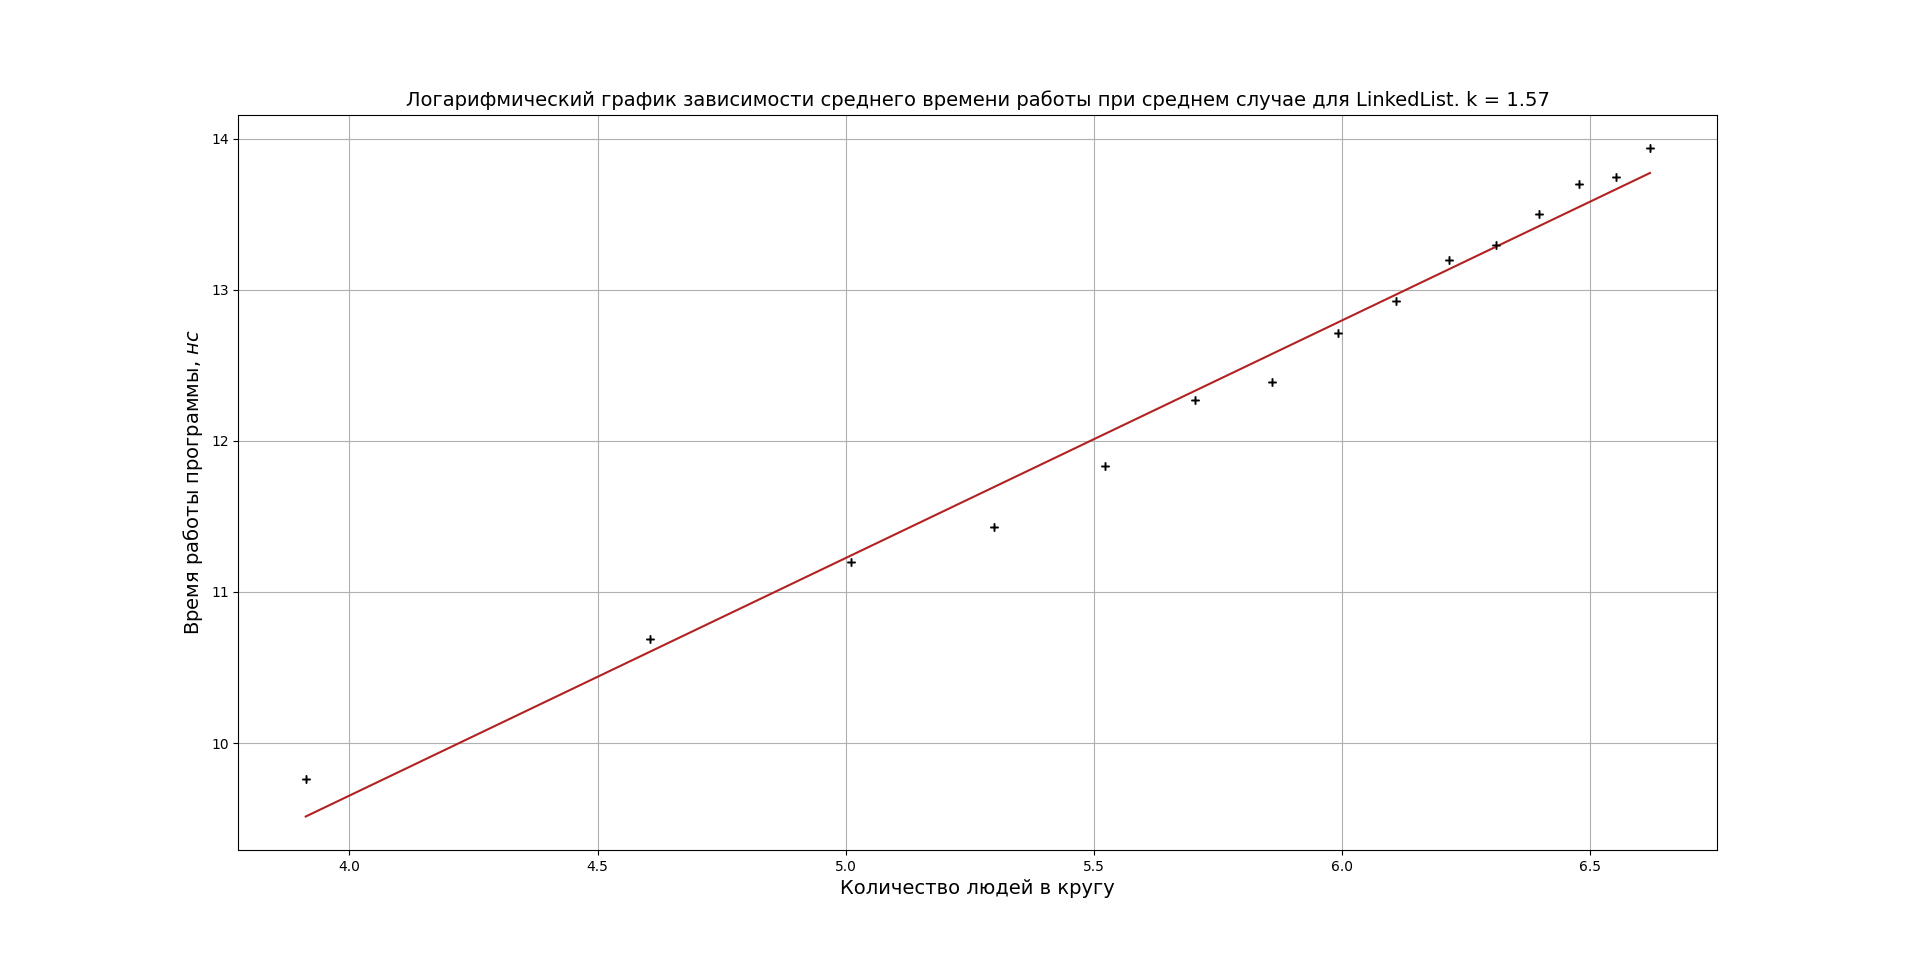 Логарифмический график зависимости среднего времени работы при среднем случае для LinkedList. k = 1.57
14
13
12
11
10
Время работы программы, нс
4.0 4.5 5.0 5.5 6.0 6.5
Количество людей в кругу